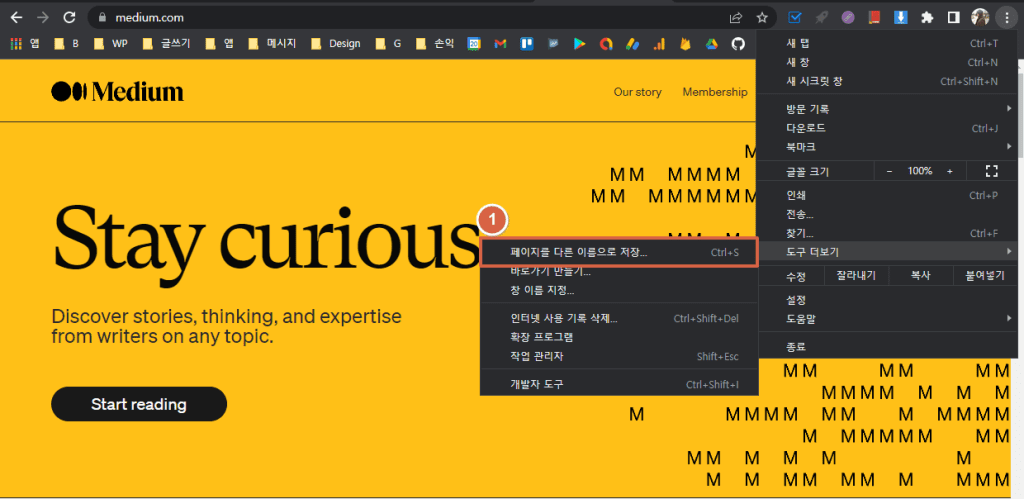 medium.com
앱 B WP 글쓰기 앱 메시지 Design G 손익
Medium
Our story Membership
Stay curious
Discover stories, thinking, and expertise
from writers on any topic.
Start reading
새 탭 Ctrl+T
새 창 Ctrl+N
새 시크릿 창 Ctrl+Shift+N
방문 기록
다운로드 Ctrl+J
북마크
글꼴 크기 − 100% +
인쇄 Ctrl+P
전송...
찾기... Ctrl+F
도구 더보기
수정 잘라내기 복사 붙여넣기
설정
도움말
종료
1
페이지를 다른 이름으로 저장... Ctrl+S
바로가기 만들기...
창 이름 지정...
인터넷 사용 기록 삭제... Ctrl+Shift+Del
확장 프로그램
작업 관리자 Shift+Esc
개발자 도구 Ctrl+Shift+I
M
M M M M M M
M M M M M M M M
M M M M M
M M M M M M M
M M M M M M M M M M M
M M M M M M M M
M M M M M M
M M M M M M M M